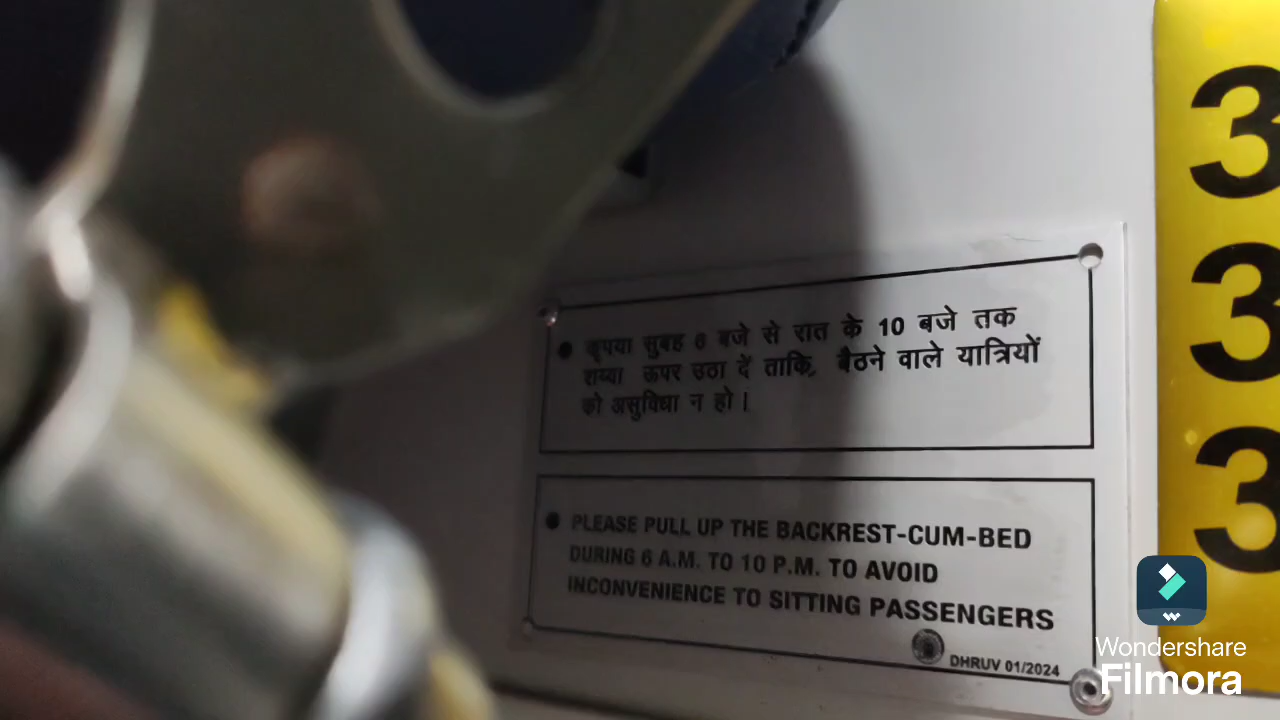 कृपया सुबह 6 बजे से रात के 10 बजे तक
शय्या ऊपर उठा दें ताकि, बैठने वाले यात्रियों
को असुविधा न हो |
PLEASE PULL UP THE BACKREST-CUM-BED
DURING 6 A.M. TO 10 P.M. TO AVOID
INCONVENIENCE TO SITTING PASSENGERS
DHRUV 01/2024
3
3
3
Wondershare
Filmora